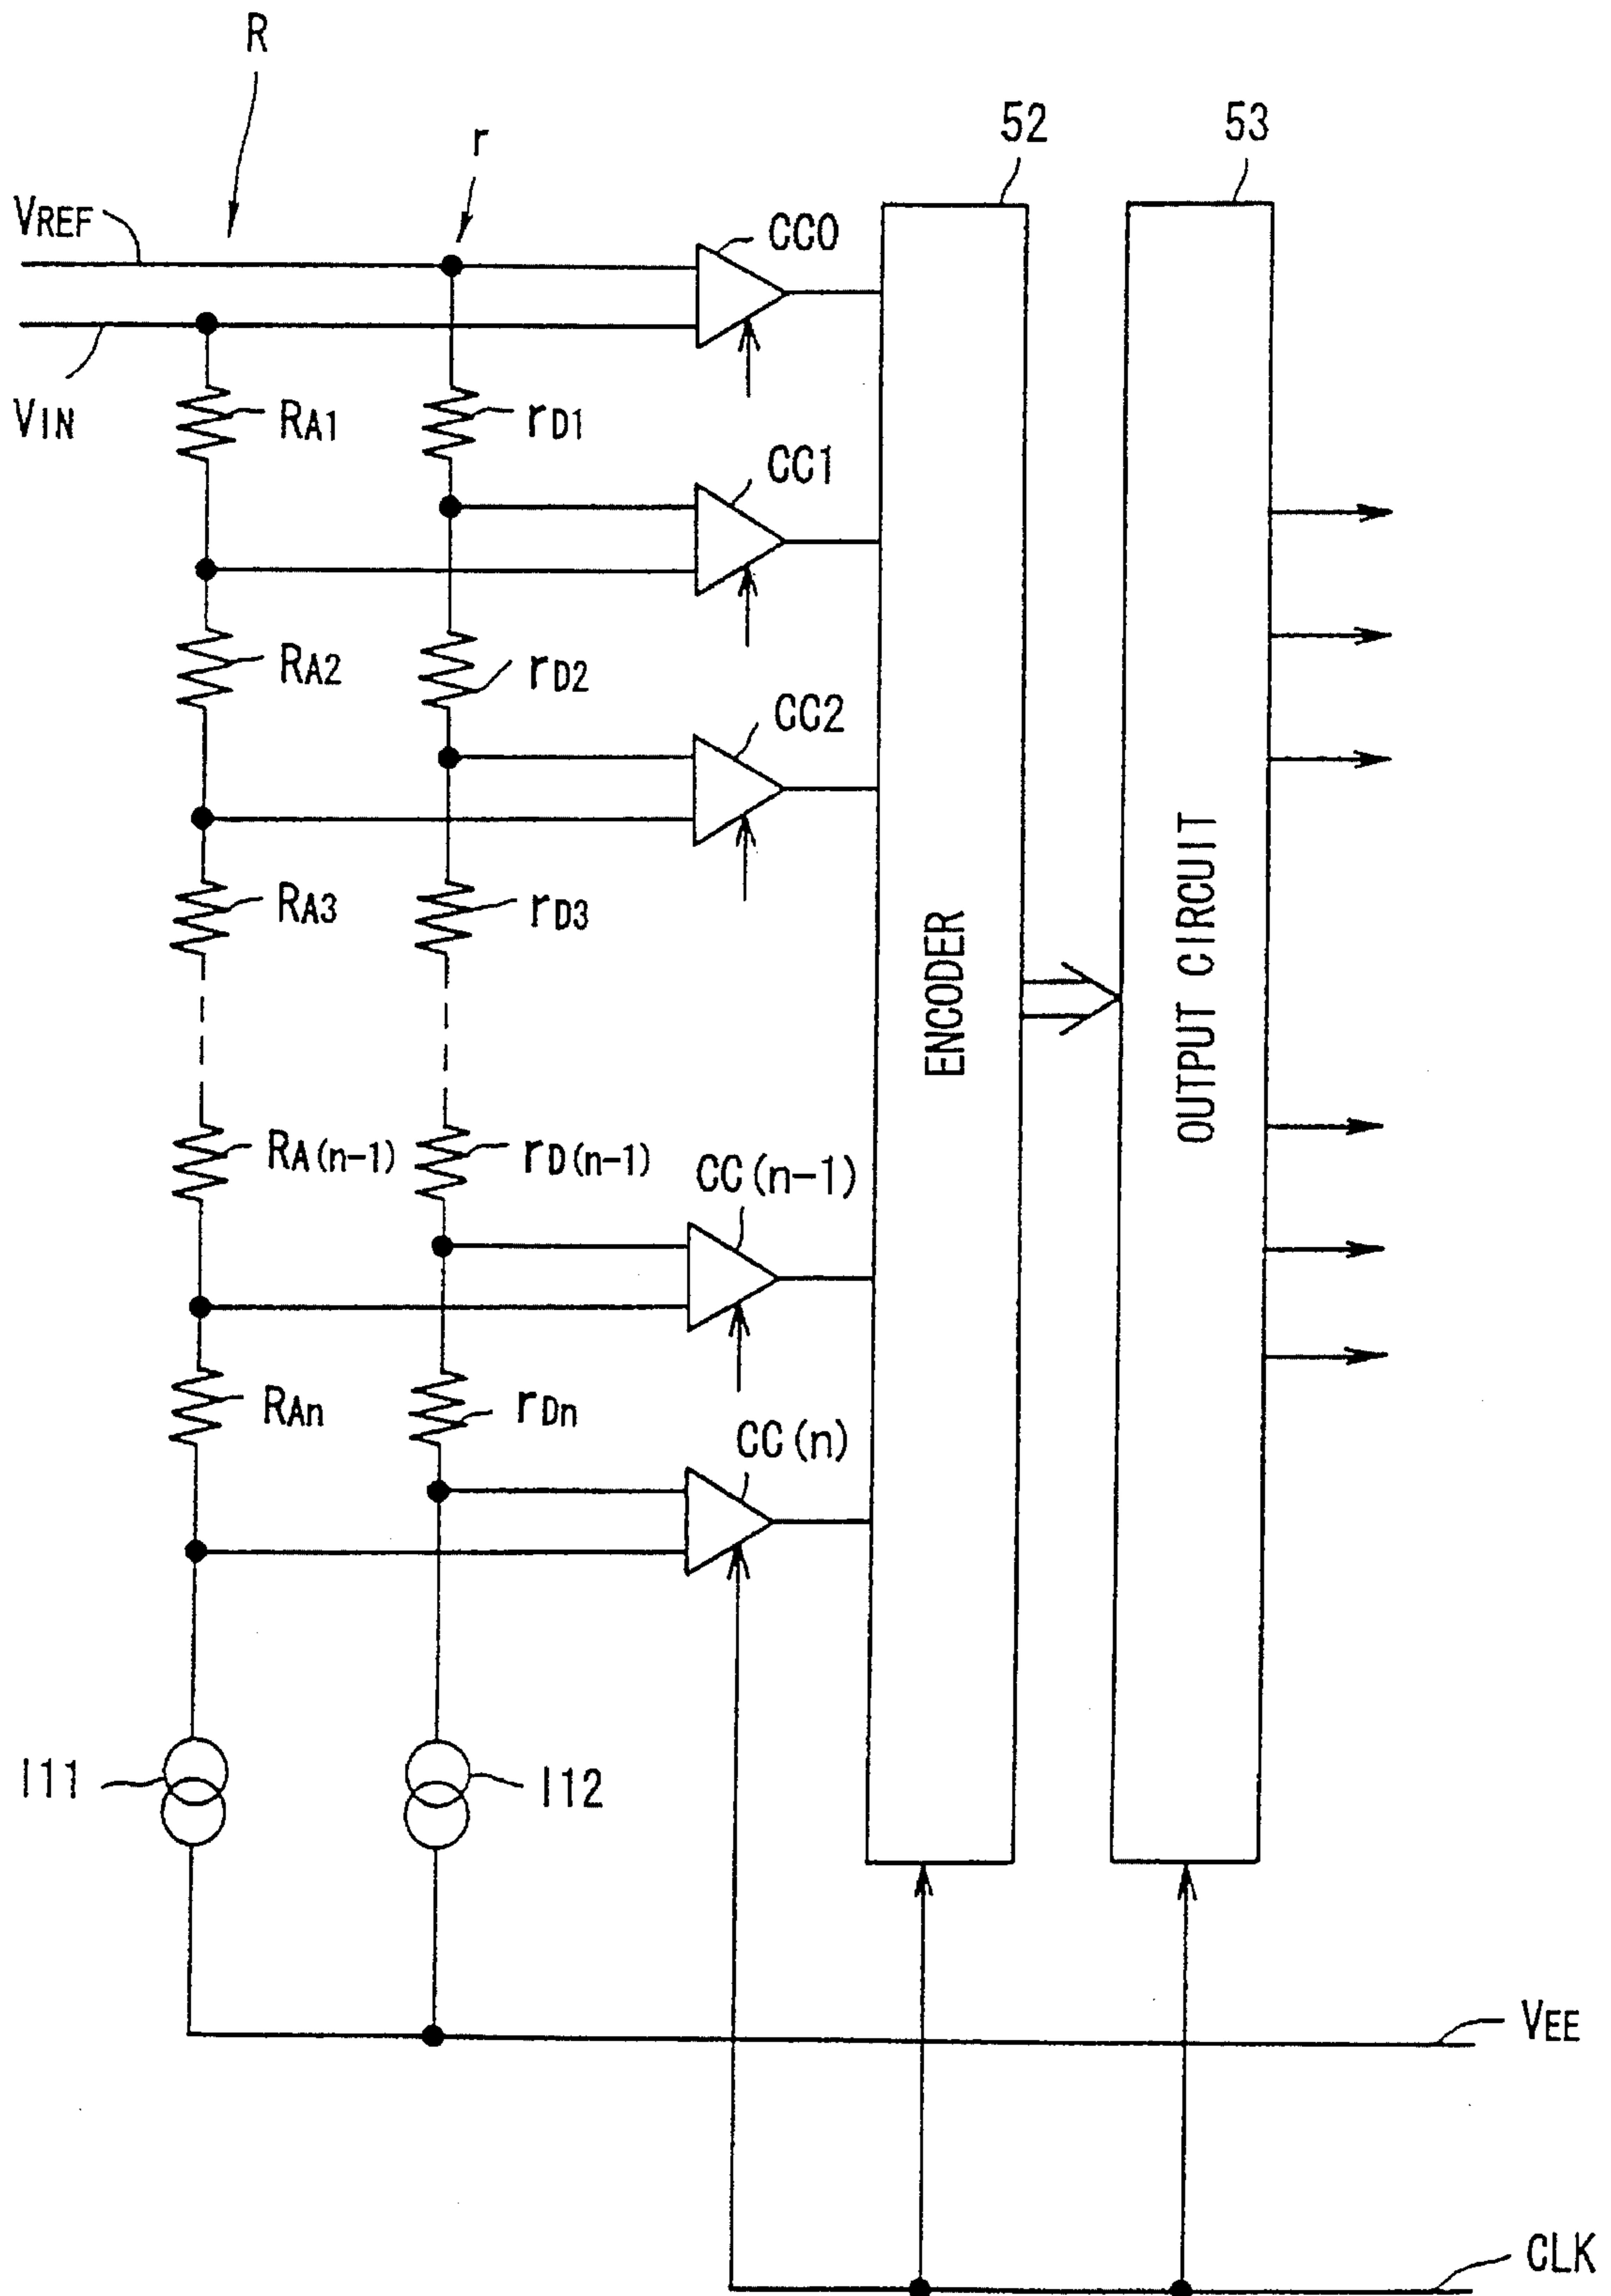 R
r
52
53
VREF
CC0
VIN
RA1
rD1
CC1
RA2
rD2
CC2
RA3
rD3
ENCODER
OUTPUT CIRCUIT
RA(n-1)
rD(n-1)
CC(n-1)
RAn
rDn
CC(n)
I11
I12
VEE
CLK